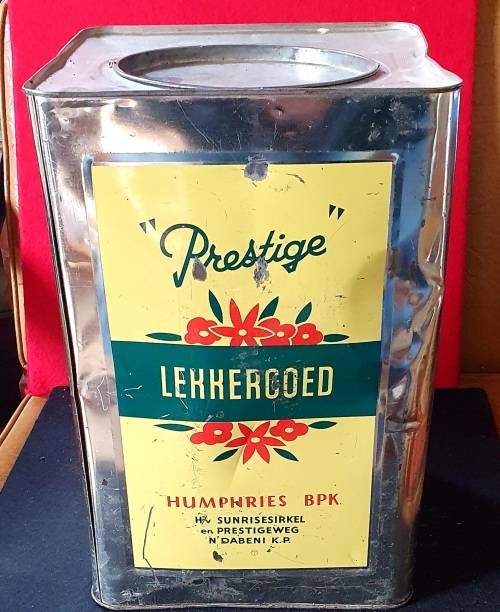 "Prestige"
LEKKERGOED
HUMPHRIES BPK
H/v SUNRISESIRKEL
en PRESTIGEWEG
N'DABENI K.P.